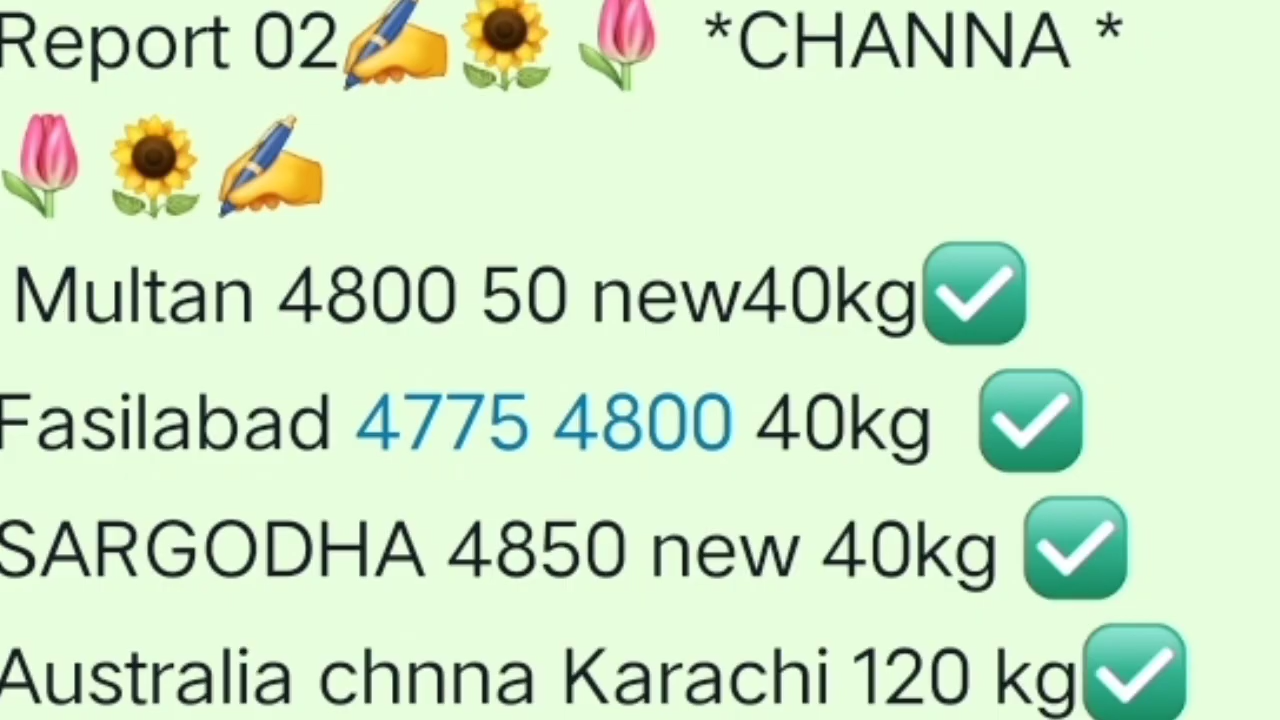 Report 02✍️🌻🌷 *CHANNA *
🌷🌻✍️
Multan 4800 50 new40kg✅
Fasilabad 4775 4800 40kg ✅
SARGODHA 4850 new 40kg ✅
Australia chnna Karachi 120 kg✅